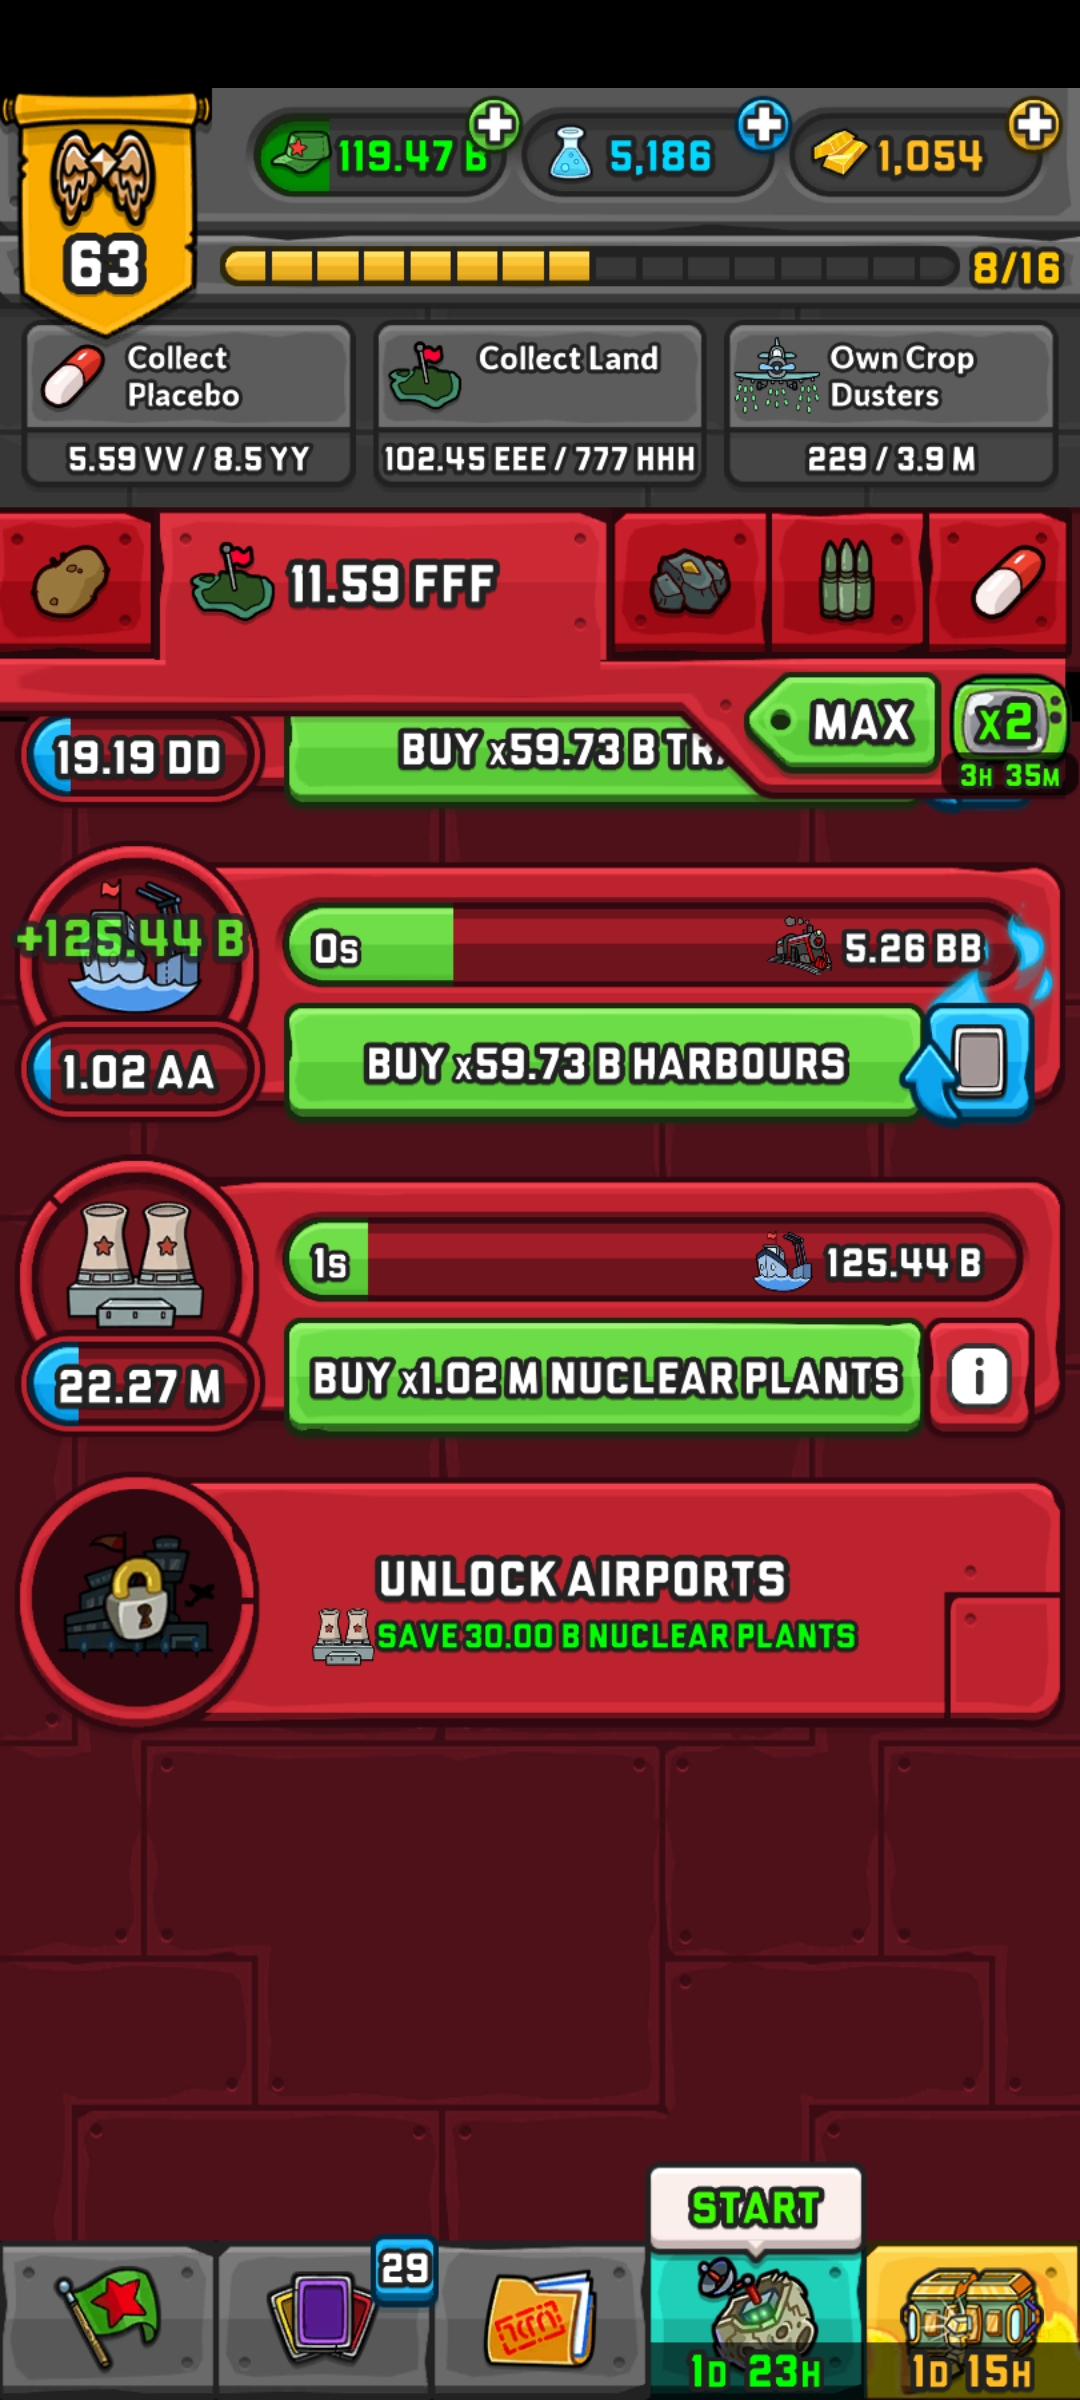 119.47 B
5,186
1,054
63
8/16
Collect
Placebo
5.59 VV / 8.5 YY
Collect Land
102.45 EEE / 777 HHH
Own Crop
Dusters
229 / 3.9 M
11.59 FFF
MAX
x2
3H 35M
19.19 DD
BUY x59.73 B
+125.44 B
0s
5.26 BB
1.02 AA
BUY x59.73 B HARBOURS
1s
125.44 B
22.27 M
BUY x1.02 M NUCLEAR PLANTS
i
UNLOCK AIRPORTS
SAVE 30.00 B NUCLEAR PLANTS
START
29
1D 23H
1D 15H